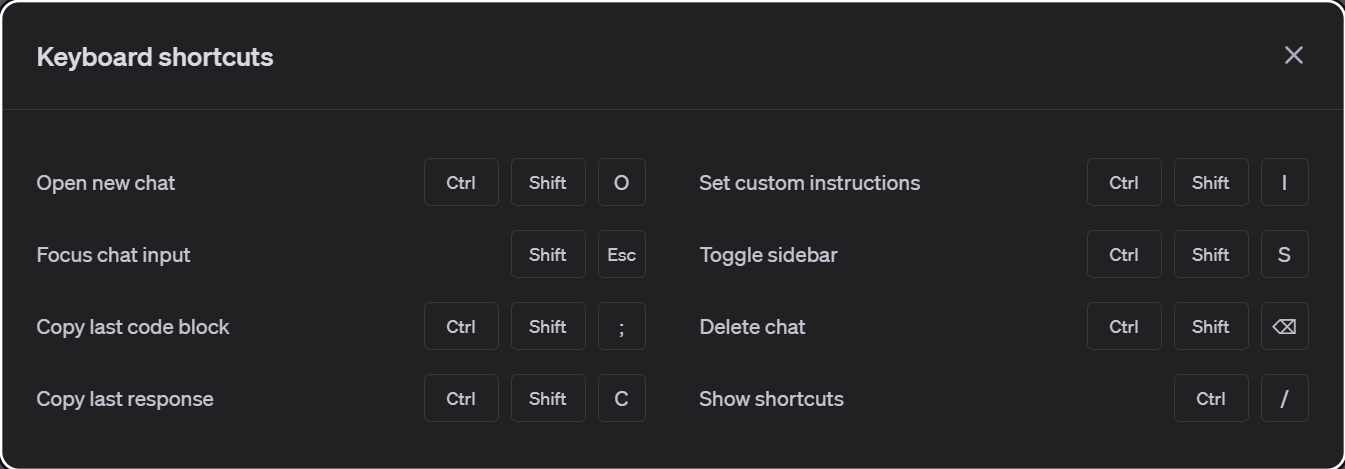 Keyboard shortcuts
Open new chat Ctrl Shift O
Set custom instructions Ctrl Shift I
Focus chat input Shift Esc
Toggle sidebar Ctrl Shift S
Copy last code block Ctrl Shift ;
Delete chat Ctrl Shift ⌫
Copy last response Ctrl Shift C
Show shortcuts Ctrl /